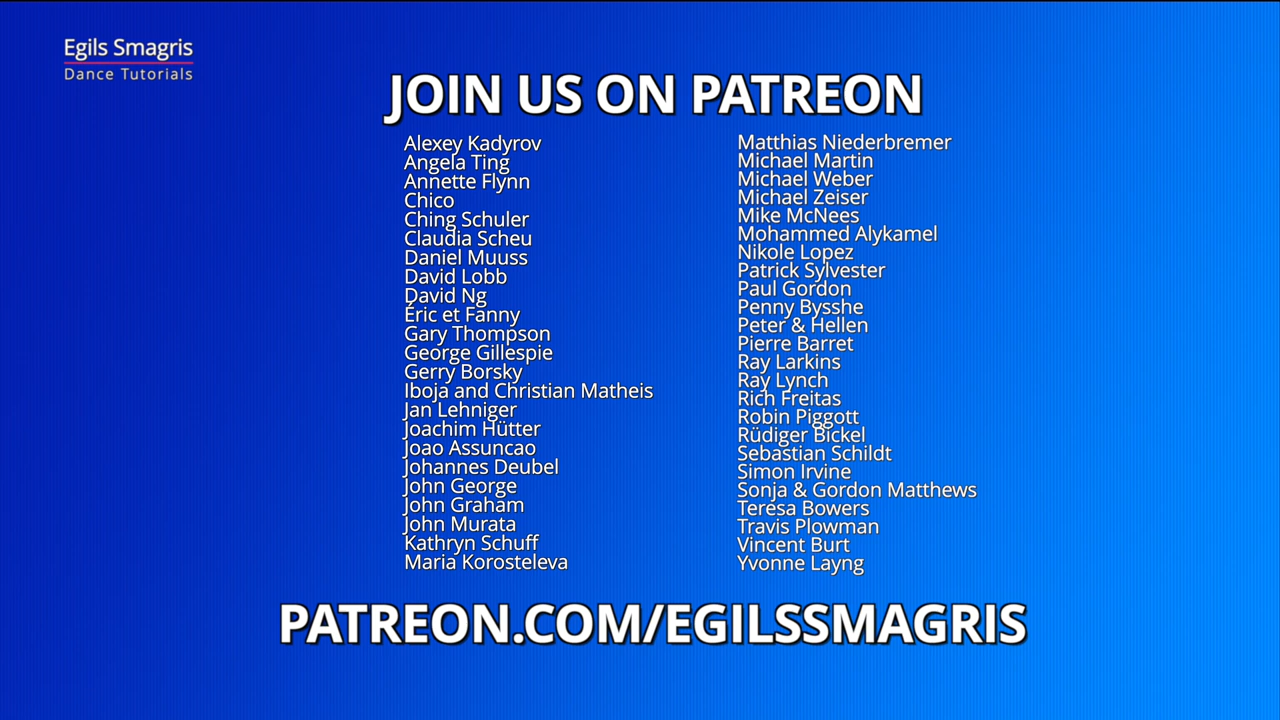 Egils Smagris
Dance Tutorials
JOIN US ON PATREON
Alexey Kadyrov
Angela Ting
Annette Flynn
Chico
Ching Schuler
Claudia Scheu
Daniel Muuss
David Lobb
David Ng
Éric et Fanny
Gary Thompson
George Gillespie
Gerry Borsky
Iboja and Christian Matheis
Jan Lehniger
Joachim Hütter
Joao Assuncao
Johannes Deubel
John George
John Graham
John Murata
Kathryn Schuff
Maria Korosteleva
Matthias Niederbremer
Michael Martin
Michael Weber
Michael Zeiser
Mike McNees
Mohammed Alykamel
Nikole Lopez
Patrick Sylvester
Paul Gordon
Penny Bysshe
Peter & Hellen
Pierre Barret
Ray Larkins
Ray Lynch
Rich Freitas
Robin Piggott
Rüdiger Bickel
Sebastian Schildt
Simon Irvine
Sonja & Gordon Matthews
Teresa Bowers
Travis Plowman
Vincent Burt
Yvonne Layng
PATREON.COM/EGILSSMAGRIS